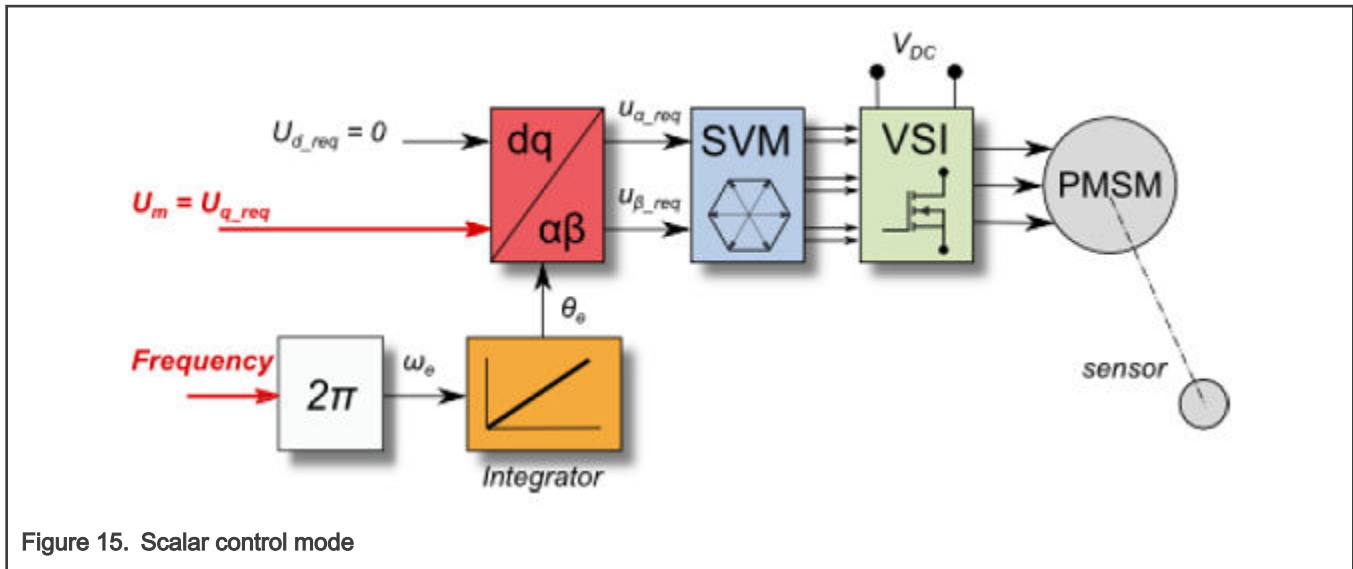 V_DC
U_d_req = 0
dq
αβ
u_α_req
u_β_req
SVM
VSI
PMSM
U_m = U_q_req
θ_e
Frequency
2π
ω_e
Integrator
sensor
Figure 15. Scalar control mode